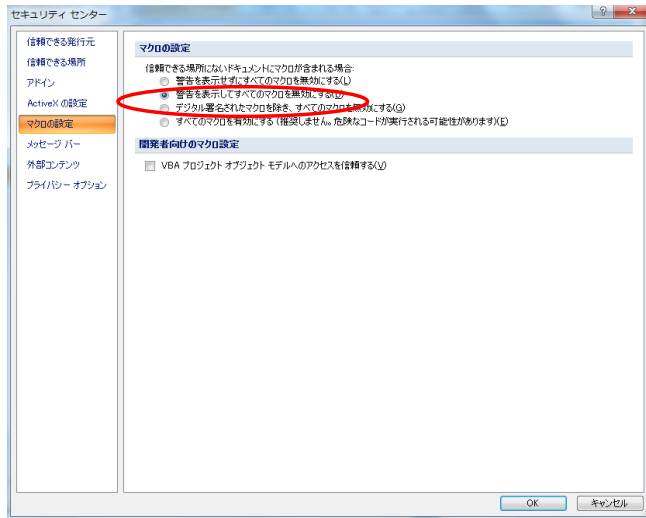 セキュリティ センター
信頼できる発行元
信頼できる場所
アドイン
ActiveX の設定
マクロの設定
メッセージ バー
外部コンテンツ
プライバシー オプション
マクロの設定
信頼できる場所にないドキュメントにマクロが含まれる場合:
警告を表示せずにすべてのマクロを無効にする(L)
警告を表示してすべてのマクロを無効にする(D)
デジタル署名されたマクロを除き、すべてのマクロを無効にする(G)
すべてのマクロを有効にする (推奨しません。危険なコードが実行される可能性があります)(E)
開発者向けのマクロ設定
VBA プロジェクト オブジェクト モデルへのアクセスを信頼する(V)
OK
キャンセル